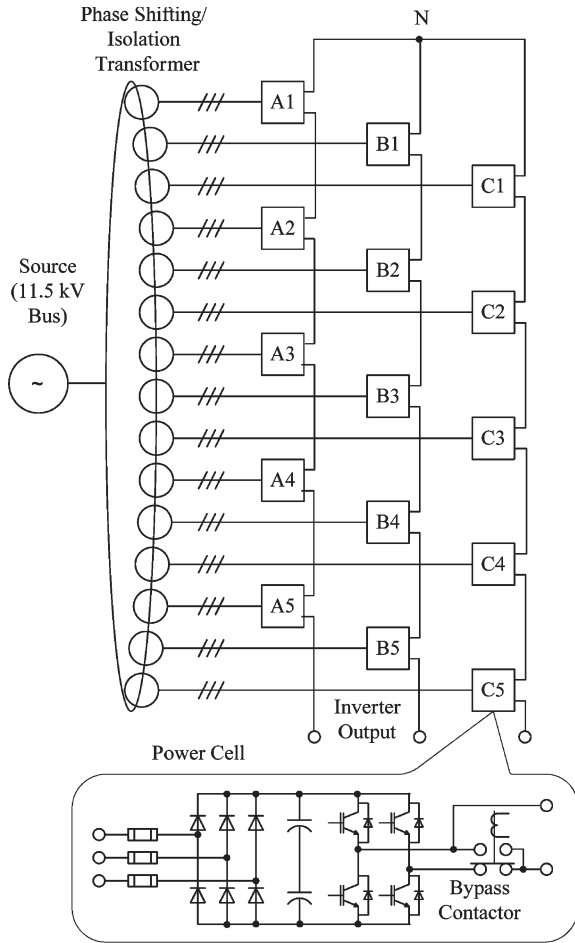 Phase Shifting/
Isolation
Transformer
N
A1
B1
C1
A2
B2
Source
(11.5 kV
Bus)
C2
~
A3
B3
C3
A4
B4
C4
A5
B5
C5
Inverter
Output
Power Cell
Bypass
Contactor